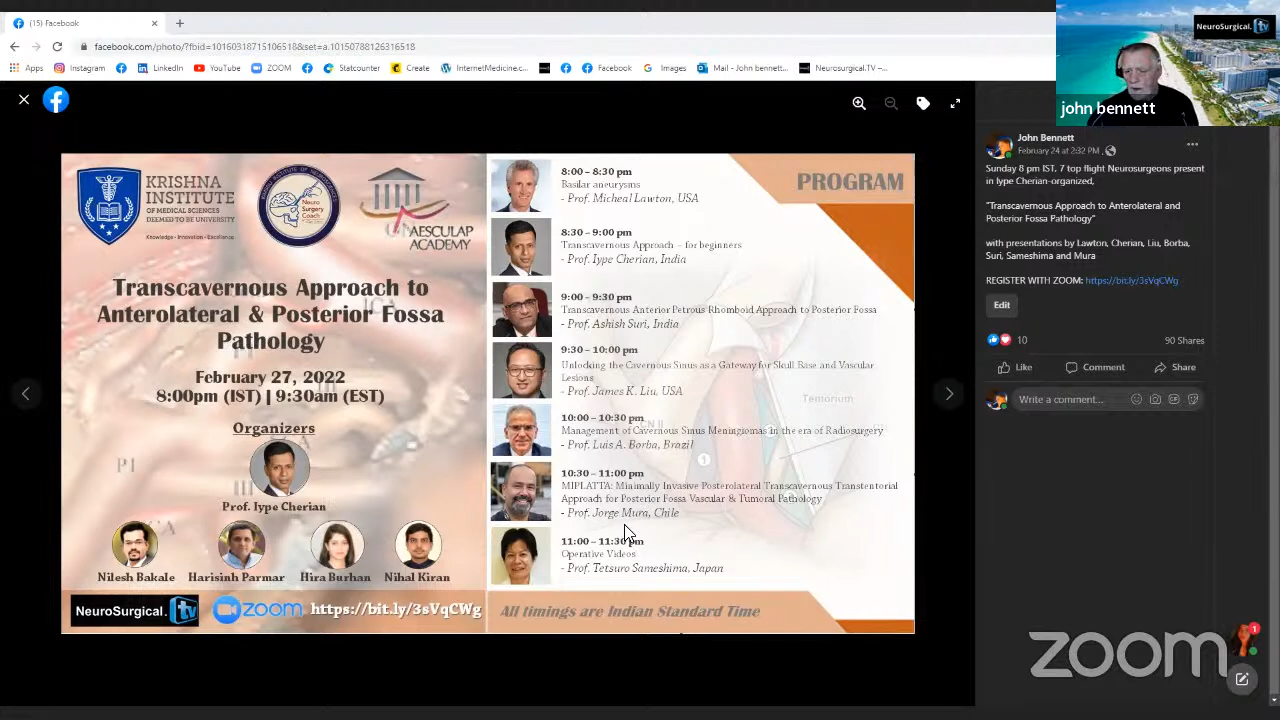 (15) Facebook
facebook.com/photo/?fbid=10160318715106518&set=a.10150788126316518
Apps Instagram LinkedIn YouTube ZOOM Statcounter Create InternetMedicine.c... Facebook Images Mail - John bennett... Neurosurgical.TV –...
NeuroSurgical.tv
john bennett
KRISHNA
INSTITUTE
OF MEDICAL SCIENCES
DEEMED TO BE UNIVERSITY
Knowledge • Innovation • Excellence
Neuro
Surgery
Coach
AESCULAP
ACADEMY
Transcavernous Approach to
Anterolateral & Posterior Fossa
Pathology
February 27, 2022
8:00pm (IST) | 9:30am (EST)
Organizers
Prof. Iype Cherian
Nilesh Bakale Harisinh Parmar Hira Burhan Nihal Kiran
NeuroSurgical.tv zoom https://bit.ly/3sVqCWg
PROGRAM
8:00 – 8:30 pm
Basilar aneurysms
- Prof. Micheal Lawton, USA
8:30 – 9:00 pm
Transcavernous Approach – for beginners
- Prof. Iype Cherian, India
9:00 – 9:30 pm
Transcavernous Anterior Petrous Rhomboid Approach to Posterior Fossa
- Prof. Ashish Suri, India
9:30 – 10:00 pm
Unlocking the Cavernous Sinus as a Gateway for Skull Base and Vascular
Lesions
- Prof. James K. Liu, USA
Tentorium
10:00 – 10:30 pm
Management of Cavernous Sinus Meningiomas in the era of Radiosurgery
- Prof. Luis A. Borba, Brazil
1
10:30 – 11:00 pm
MIPLATTA: Minimally Invasive Posterolateral Transcavernous Transtentorial
Approach for Posterior Fossa Vascular & Tumoral Pathology
- Prof. Jorge Mura, Chile
11:00 – 11:30 pm
Operative Videos
- Prof. Tetsuro Sameshima, Japan
All timings are Indian Standard Time
John Bennett
February 24 at 2:32 PM
Sunday 8 pm IST. 7 top flight Neurosurgeons present
in Iype Cherian-organized,
"Transcavernous Approach to Anterolateral and
Posterior Fossa Pathology"
with presentations by Lawton, Cherian, Liu, Borba,
Suri, Sameshima and Mura
REGISTER WITH ZOOM: https://bit.ly/3sVqCWg
Edit
10 90 Shares
Like Comment Share
Write a comment...
zoom
1